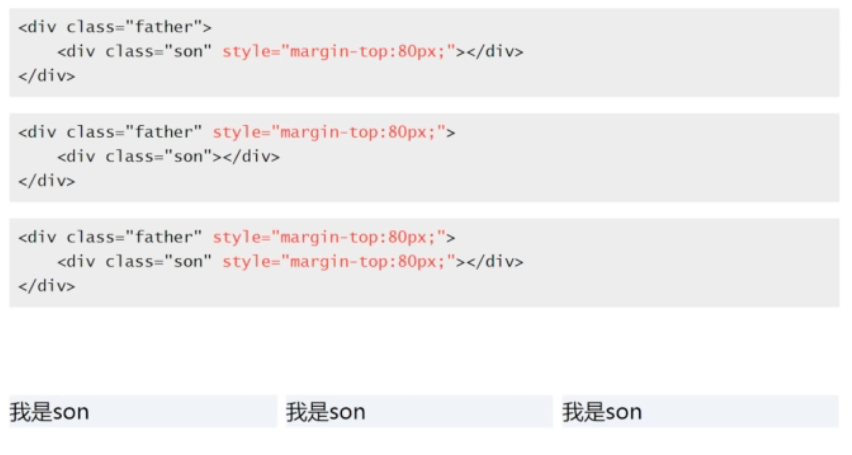 <div class="father">
    <div class="son" style="margin-top:80px;"></div>
</div>
<div class="father" style="margin-top:80px;">
    <div class="son"></div>
</div>
<div class="father" style="margin-top:80px;">
    <div class="son" style="margin-top:80px;"></div>
</div>
我是son 我是son 我是son